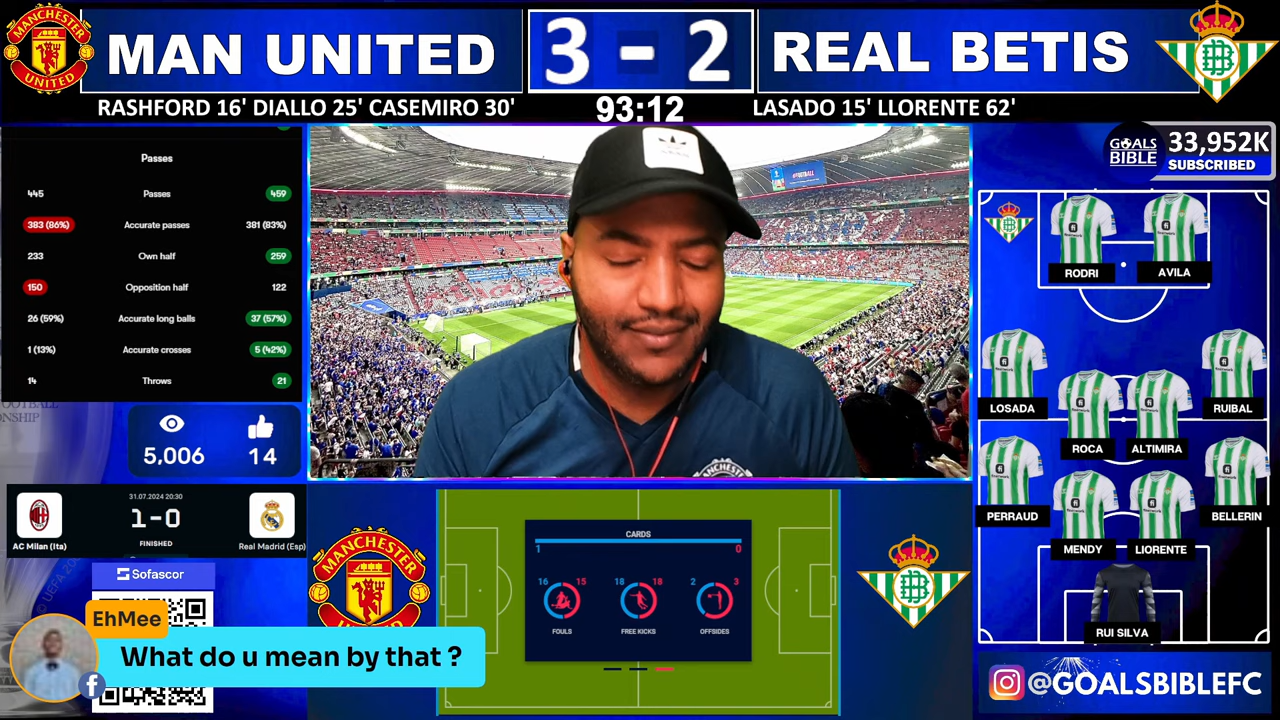 MANCHESTER
UNITED
MAN UNITED
3 - 2
REAL BETIS
RASHFORD 16' DIALLO 25' CASEMIRO 30'
93:12
LASADO 15' LLORENTE 62'
Passes
445 Passes 459
383 (86%) Accurate passes 381 (83%)
233 Own half 259
150 Opposition half 122
26 (59%) Accurate long balls 37 (57%)
1 (13%) Accurate crosses 5 (42%)
14 Throws 21
GOALS
BIBLE
33,952K
SUBSCRIBED
RODRI
AVILA
LOSADA
RUIBAL
ROCA
ALTIMIRA
PERRAUD
BELLERIN
MENDY
LIORENTE
RUI SILVA
5,006
14
31.07.2024 20:30
1-0
FINISHED
AC Milan (Ita)
Real Madrid (Esp)
Sofascor
EhMee
What do u mean by that ?
MANCHESTER
UNITED
CARDS
1 0
16 15
18 18
2 3
FOULS
FREE KICKS
OFFSIDES
@GOALSBIBLEFC